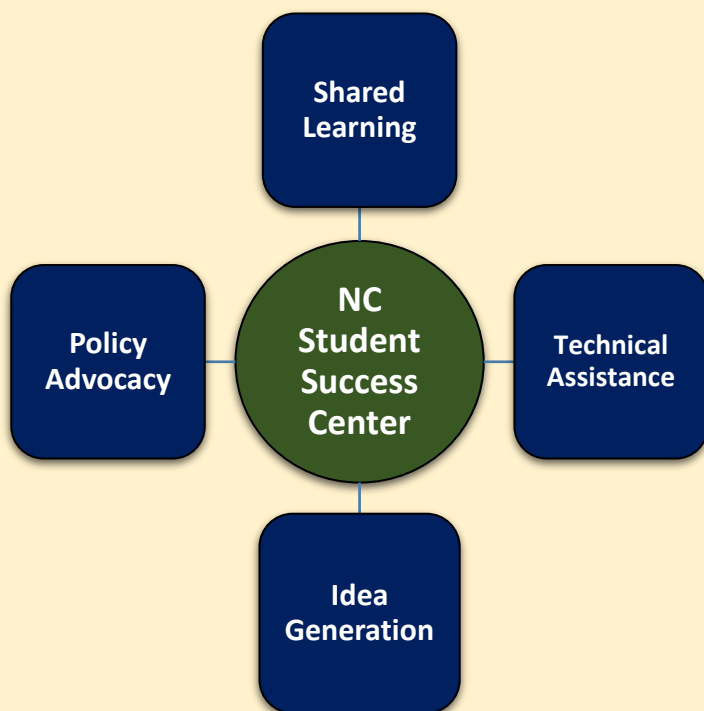 Shared
Learning
Policy
Advocacy
NC
Student
Success
Center
Technical
Assistance
Idea
Generation